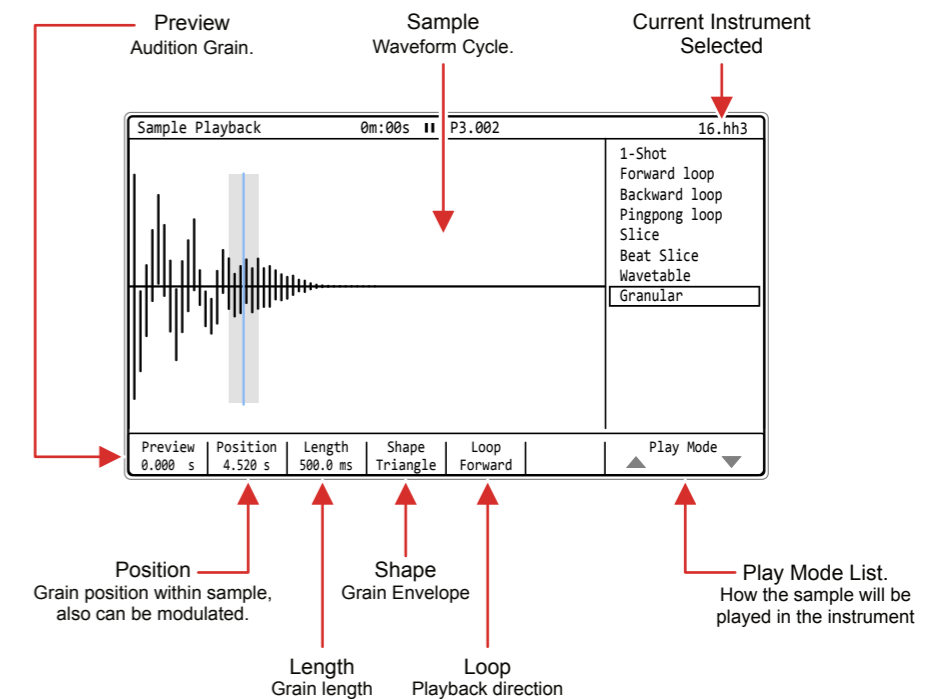 Preview
Audition Grain.
Sample
Waveform Cycle.
Current Instrument
Selected
Sample Playback 0m:00s P3.002 16.hh3
1-Shot
Forward loop
Backward loop
Pingpong loop
Slice
Beat Slice
Wavetable
Granular
Preview Position Length Shape Loop Play Mode
0.000 s 4.520 s 500.0 ms Triangle Forward
Position
Grain position within sample,
also can be modulated.
Shape
Grain Envelope
Play Mode List.
How the sample will be
played in the instrument
Length
Grain length
Loop
Playback direction